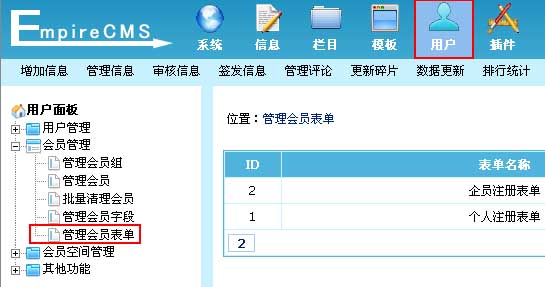 EmpireCMS
系统 信息 栏目 模板 用户 插件
增加信息 管理信息 审核信息 签发信息 管理评论 更新碎片 数据更新 排行统计
用户面板
用户管理
会员管理
管理会员组
管理会员
批量清理会员
管理会员字段
管理会员表单
会员空间管理
其他功能
位置：管理会员表单
ID 表单名称
2 企员注册表单
1 个人注册表单
2